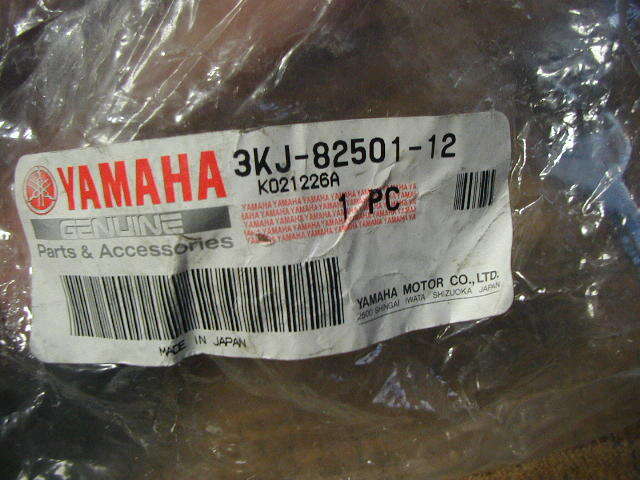 3KJ-82501-12
YAMAHA
K021226A
GENUINE
1 PC
Parts & Accessories
YAMAHA MOTOR CO., LTD.
2500 SHINGAI IWATA SHIZUOKA JAPAN
MADE IN JAPAN